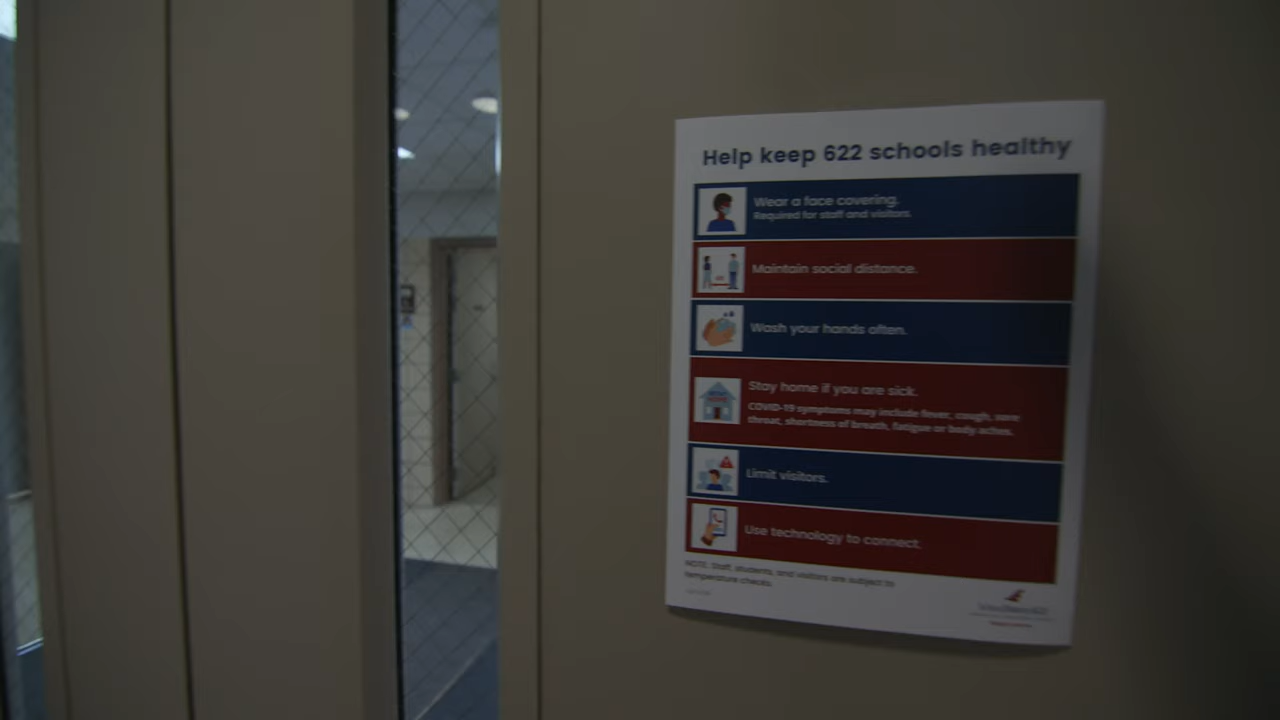 Help keep 622 schools healthy
Wear a face covering.
Required for staff and visitors.
Maintain social distance.
Wash your hands often.
Stay home if you are sick.
COVID-19 symptoms may include fever, cough, sore
throat, shortness of breath, fatigue or body aches.
Limit visitors.
Use technology to connect.
NOTE: Staff, students, and visitors are subject to
temperature checks.